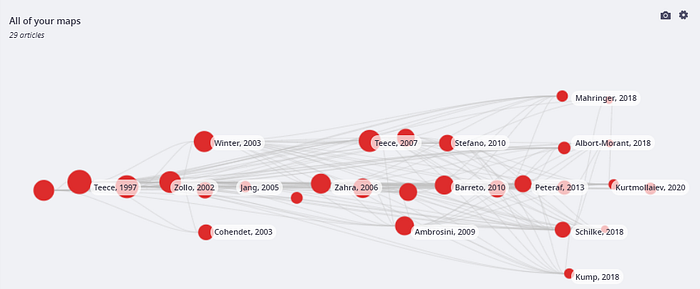 All of your maps
29 articles
Mahringer, 2018
Winter, 2003
Teece, 2007
Stefano, 2010
Albort-Morant, 2018
Teece, 1997
Zollo, 2002
Jang, 2005
Zahra, 2006
Barreto, 2010
Peteraf, 2013
Kurtmollaiev, 2020
Cohendet, 2003
Ambrosini, 2009
Schilke, 2018
Kump, 2018